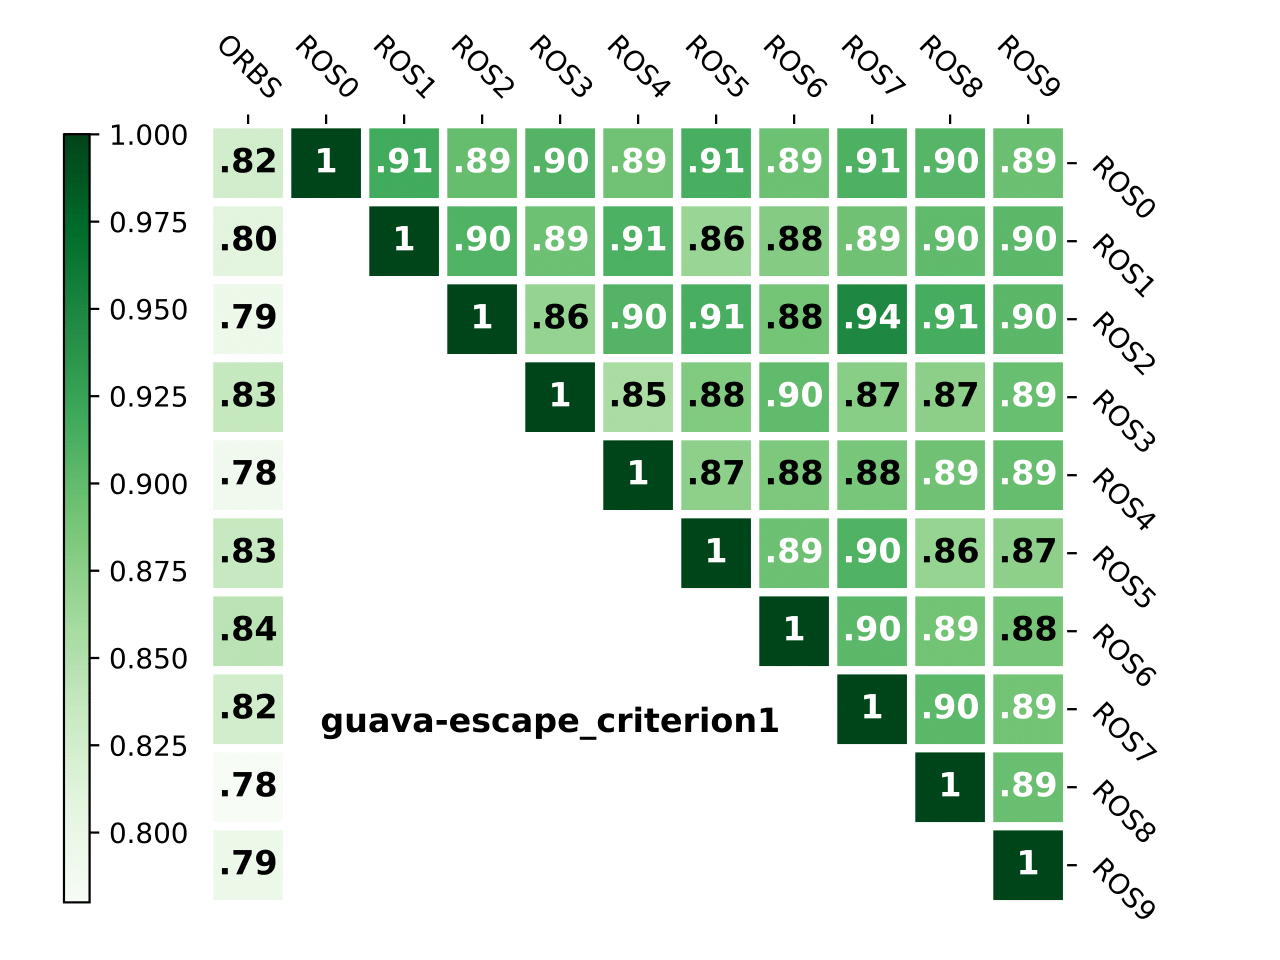 ORBS ROS0 ROS1 ROS2 ROS3 ROS4 ROS5 ROS6 ROS7 ROS8 ROS9
1.000
0.975
0.950
0.925
0.900
0.875
0.850
0.825
0.800
.82 1 .91 .89 .90 .89 .91 .89 .91 .90 .89 ROS0
.80 1 .90 .89 .91 .86 .88 .89 .90 .90 ROS1
.79 1 .86 .90 .91 .88 .94 .91 .90 ROS2
.83 1 .85 .88 .90 .87 .87 .89 ROS3
.78 1 .87 .88 .88 .89 .89 ROS4
.83 1 .89 .90 .86 .87 ROS5
.84 1 .90 .89 .88 ROS6
.82 1 .90 .89 ROS7
guava-escape_criterion1
.78 1 .89 ROS8
.79 1 ROS9